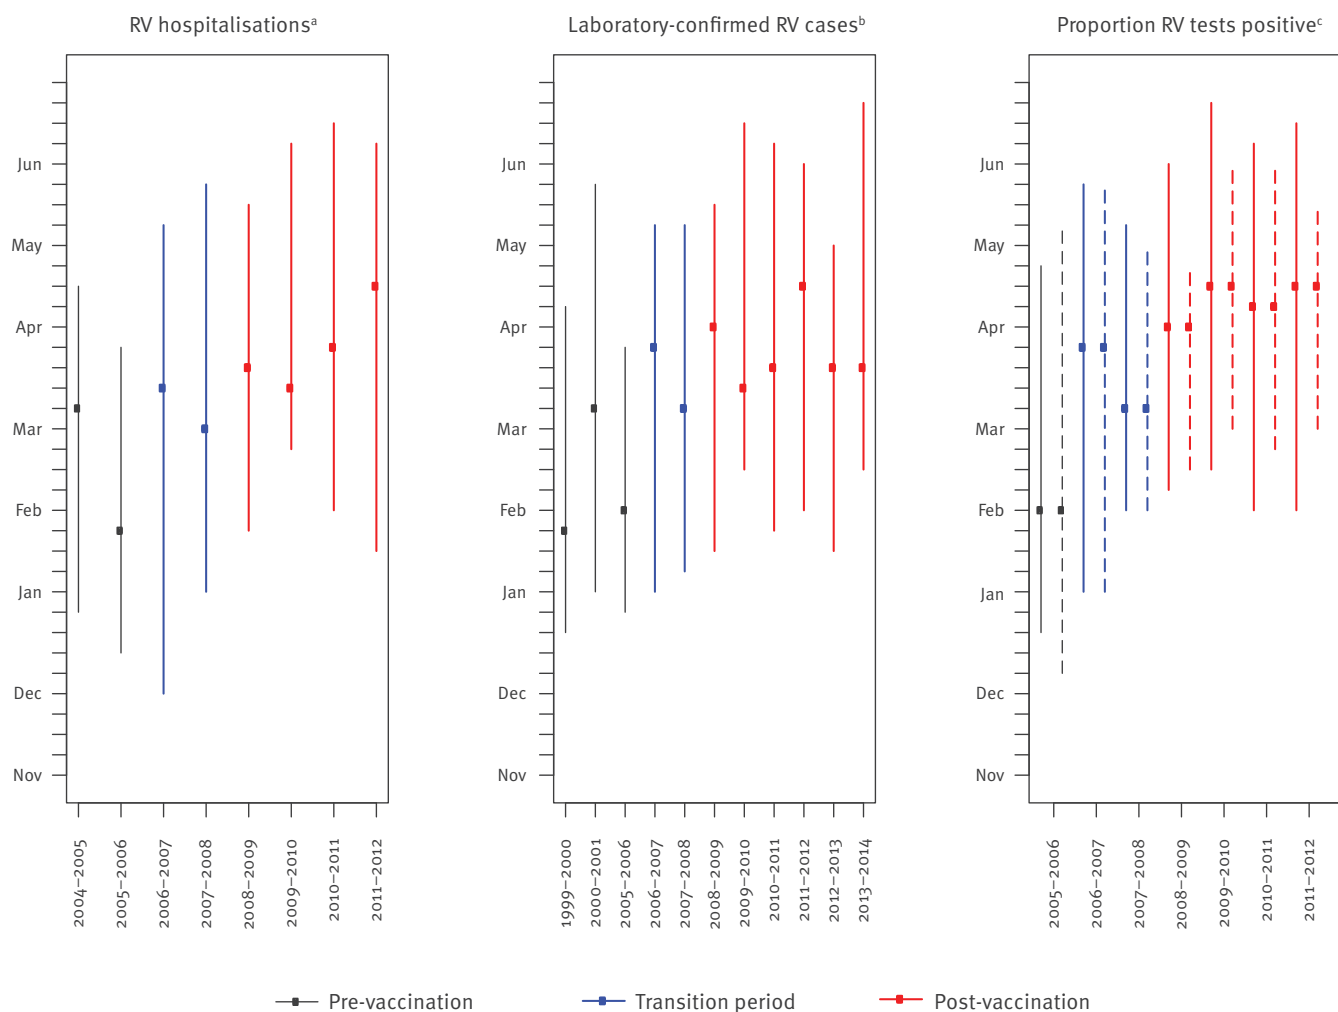 RV hospitalisationsᵃ
Jun
May
Apr
Mar
Feb
Jan
Dec
Nov
2004–2005
2005–2006
2006–2007
2007–2008
2008–2009
2009–2010
2010–2011
2011–2012
Laboratory-confirmed RV casesᵇ
Jun
May
Apr
Mar
Feb
Jan
Dec
Nov
1999–2000
2000–2001
2005–2006
2006–2007
2007–2008
2008–2009
2009–2010
2010–2011
2011–2012
2012–2013
2013–2014
Proportion RV tests positiveᶜ
Jun
May
Apr
Mar
Feb
Jan
Dec
Nov
2005–2006
2006–2007
2007–2008
2008–2009
2009–2010
2010–2011
2011–2012
Pre-vaccination
Transition period
Post-vaccination